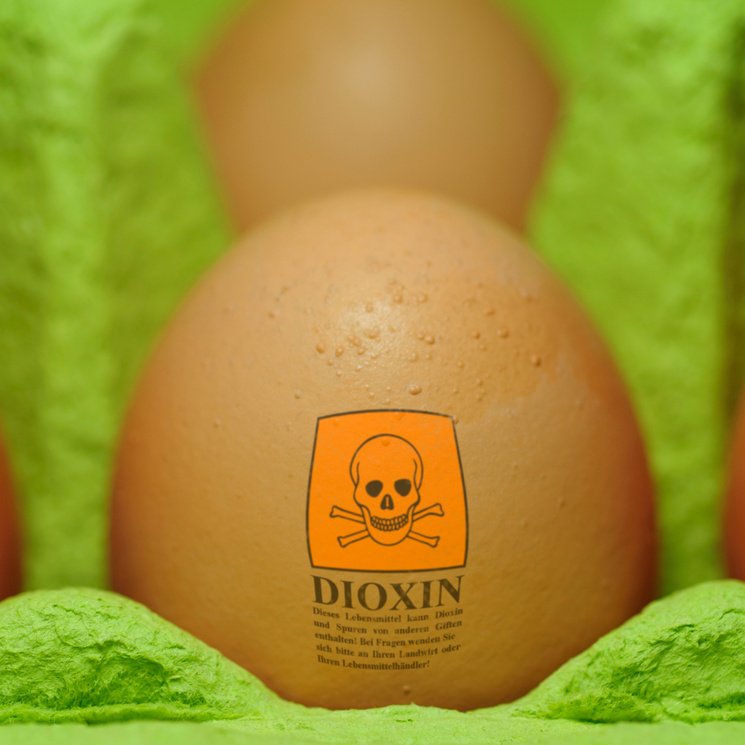 DIOXIN
Dieses Lebensmittel kann Dioxin
und Spuren von anderen Giften
enthalten! Bei Fragen wenden Sie
sich bitte an Ihren Landwirt oder
Ihren Lebensmittelhändler!